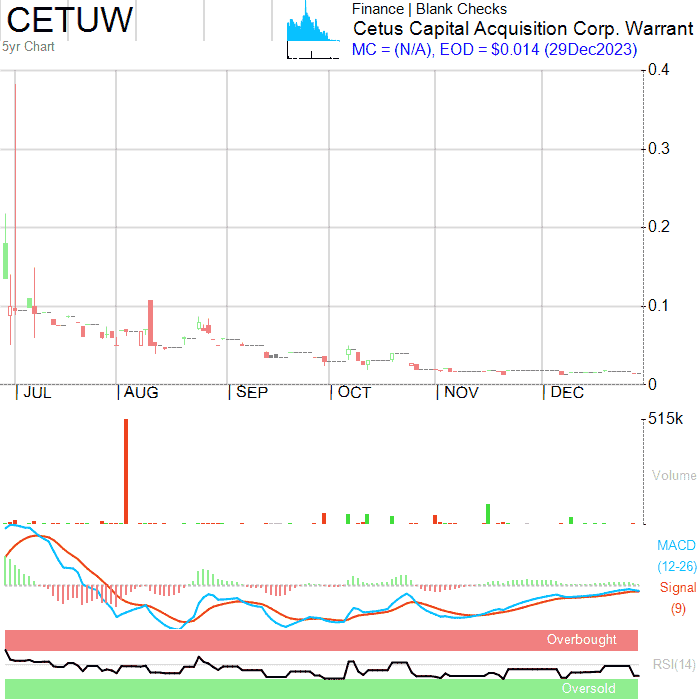 CETUW
5yr Chart
Finance | Blank Checks
Cetus Capital Acquisition Corp. Warrant
MC = (N/A), EOD = $0.014 (29Dec2023)
0.4
0.3
0.2
0.1
0
JUL AUG SEP OCT NOV DEC
515k
Volume
MACD
(12-26)
Signal
(9)
Overbought
RSI(14)
Oversold